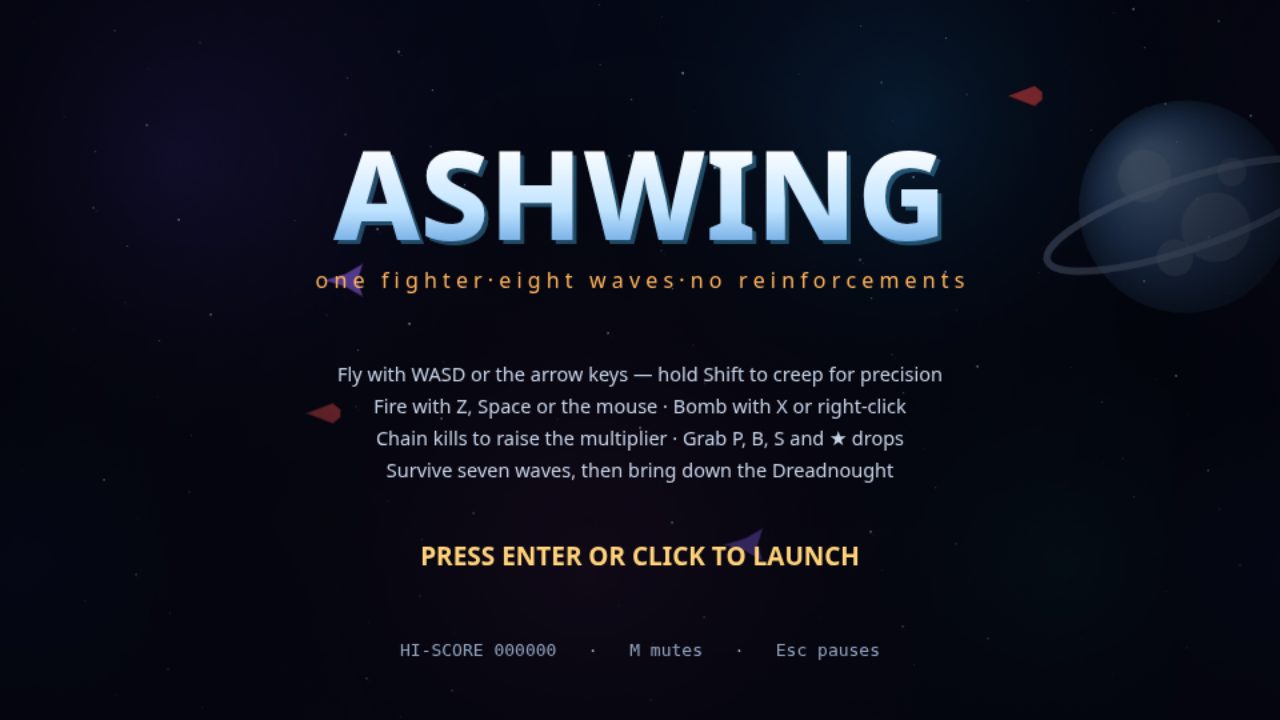 ASHWING
one fighter·eight waves·no reinforcements
Fly with WASD or the arrow keys — hold Shift to creep for precision
Fire with Z, Space or the mouse · Bomb with X or right-click
Chain kills to raise the multiplier · Grab P, B, S and ★ drops
Survive seven waves, then bring down the Dreadnought
PRESS ENTER OR CLICK TO LAUNCH
HI-SCORE 000000 · M mutes · Esc pauses